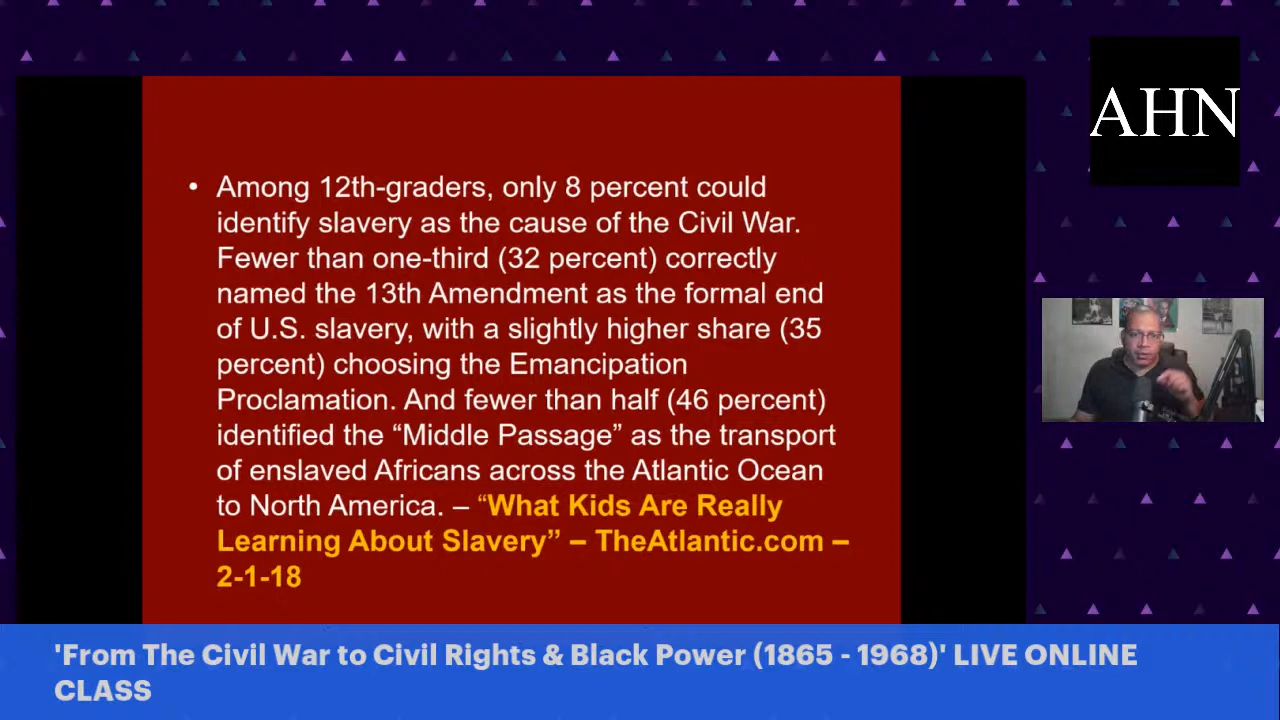 AHN
• Among 12th-graders, only 8 percent could
identify slavery as the cause of the Civil War.
Fewer than one-third (32 percent) correctly
named the 13th Amendment as the formal end
of U.S. slavery, with a slightly higher share (35
percent) choosing the Emancipation
Proclamation. And fewer than half (46 percent)
identified the “Middle Passage” as the transport
of enslaved Africans across the Atlantic Ocean
to North America. – “What Kids Are Really
Learning About Slavery” – TheAtlantic.com –
2-1-18
'From The Civil War to Civil Rights & Black Power (1865 - 1968)' LIVE ONLINE
CLASS